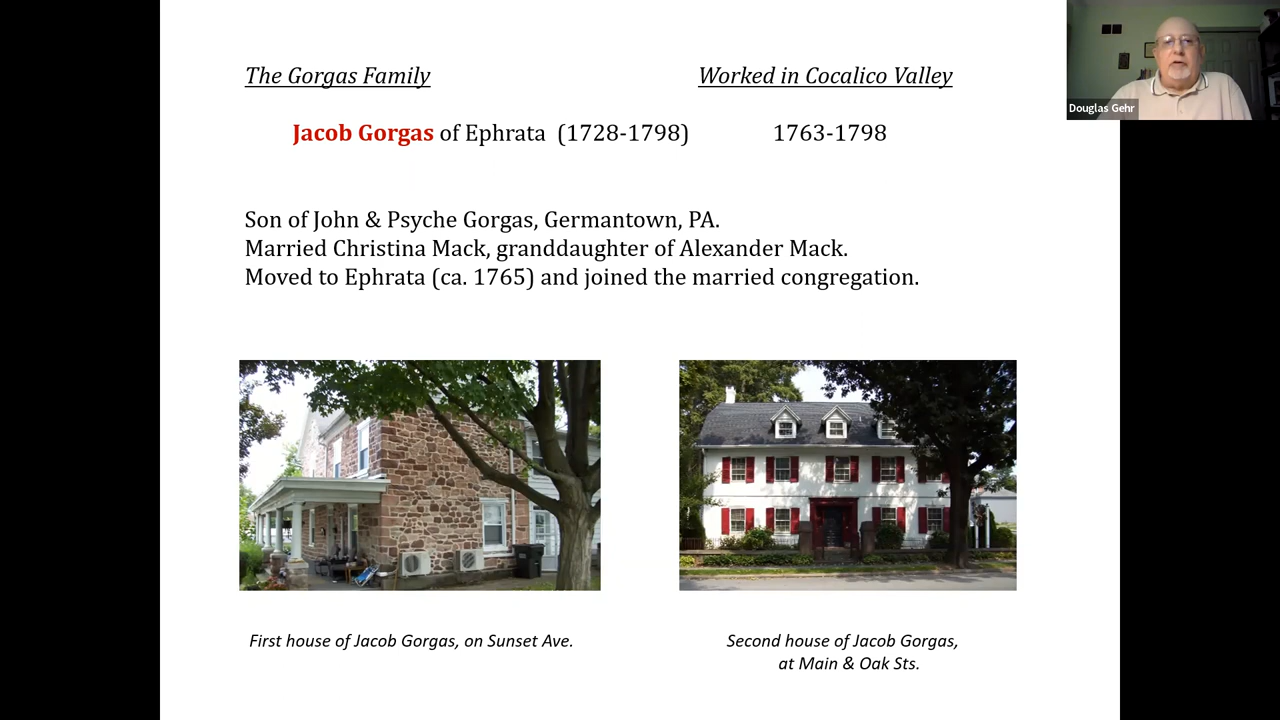 The Gorgas Family Worked in Cocalico Valley
Jacob Gorgas of Ephrata (1728-1798) 1763-1798
Son of John & Psyche Gorgas, Germantown, PA.
Married Christina Mack, granddaughter of Alexander Mack.
Moved to Ephrata (ca. 1765) and joined the married congregation.
First house of Jacob Gorgas, on Sunset Ave.
Second house of Jacob Gorgas,
at Main & Oak Sts.
Douglas Gehr